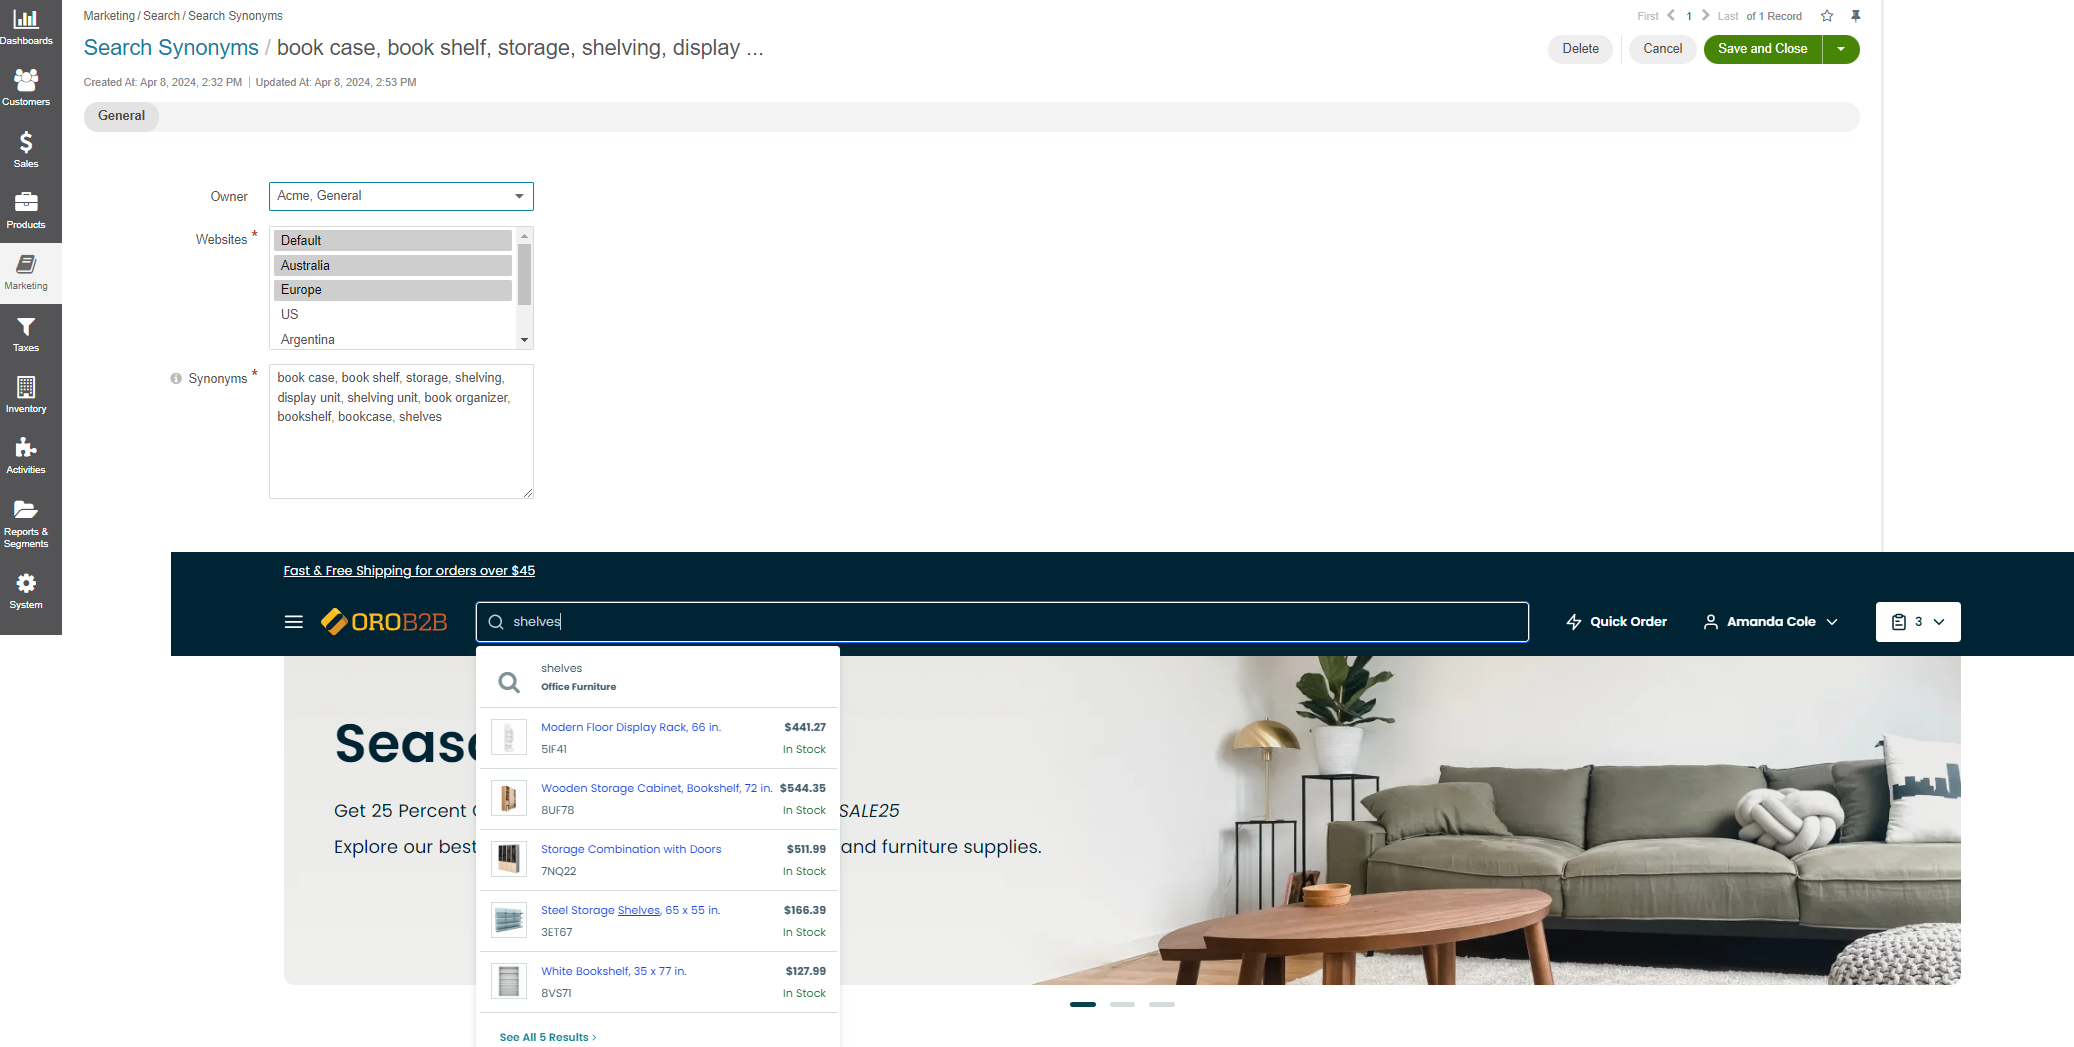 Dashboards
Customers
Sales
Products
Marketing
Taxes
Inventory
Activities
Reports &
Segments
System
Marketing / Search / Search Synonyms
First 1 Last of 1 Record
Search Synonyms / book case, book shelf, storage, shelving, display ...
Delete
Cancel
Save and Close
Created At: Apr 8, 2024, 2:32 PM Updated At: Apr 8, 2024, 2:53 PM
General
Owner
Acme, General
Websites *
Default
Australia
Europe
US
Argentina
Synonyms *
book case, book shelf, storage, shelving,
display unit, shelving unit, book organizer,
bookshelf, bookcase, shelves
Fast & Free Shipping for orders over $45
OROB2B
shelves
Quick Order
Amanda Cole
3
shelves
Office Furniture
Modern Floor Display Rack, 66 in. $441.27
5IF41 In Stock
Wooden Storage Cabinet, Bookshelf, 72 in. $544.35
8UF78 In Stock
Storage Combination with Doors $511.99
7NQ22 In Stock
Steel Storage Shelves, 65 x 55 in. $166.39
3ET67 In Stock
White Bookshelf, 35 x 77 in. $127.99
8VS71 In Stock
See All 5 Results >
Seas
Get 25 Percent SALE25
Explore our best and furniture supplies.